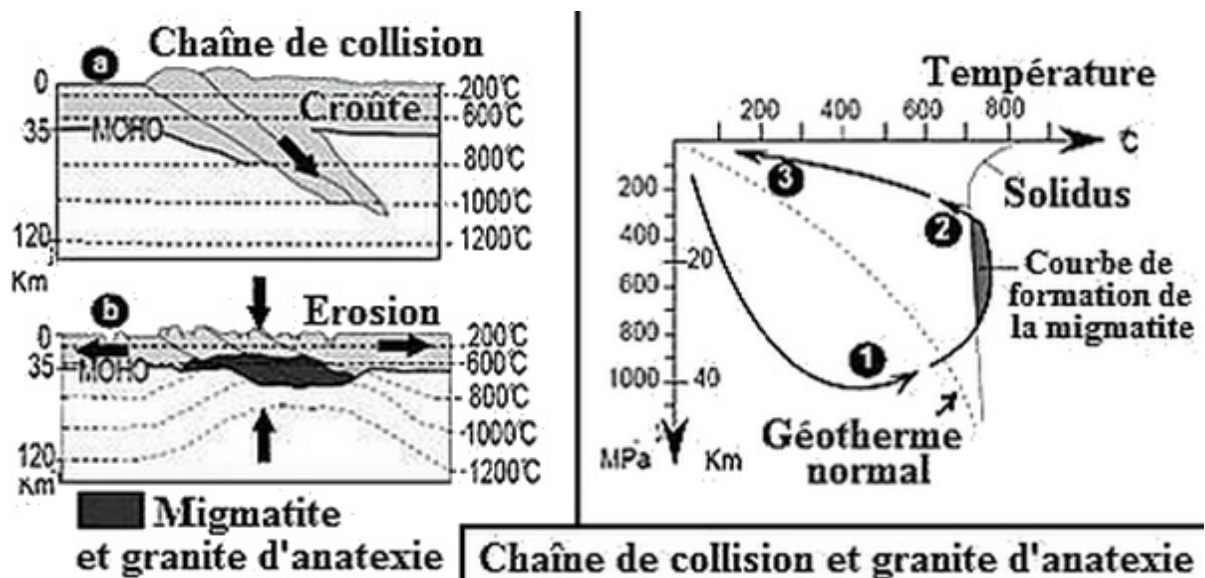 Chaîne de collision
a
0
35
120
Km
MOHO
Croute
200°C
600°C
800°C
1000°C
1200°C
b
Erosion
0
35
120
Km
MOHO
200°C
600°C
800°C
1000°C
1200°C
Migmatite
et granite d'anatexie
Température
200 400 600 800
°C
200
400
600
800
1000
20
40
MPa
Km
3
Solidus
2
Courbe de
formation de
la migmatite
1
Géotherme
normal
Chaîne de collision et granite d'anatexie